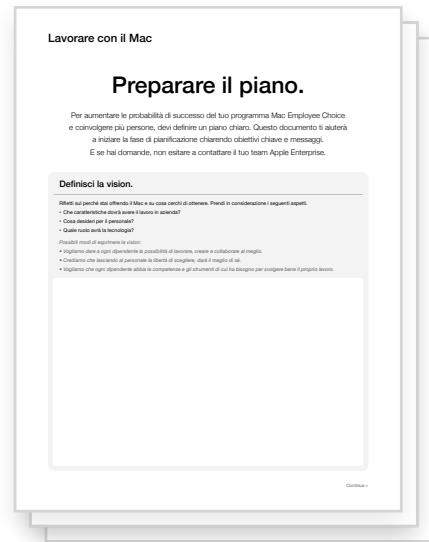 Lavorare con il Mac
Preparare il piano.
Per aumentare le probabilità di successo del tuo programma Mac Employee Choice
e coinvolgere più persone, devi definire un piano chiaro. Questo documento ti aiuterà
a iniziare la fase di pianificazione chiarendo obiettivi chiave e messaggi.
E se hai domande, non esitare a contattare il tuo team Apple Enterprise.
Definisci la vision.
Rifletti sul perché stai offrendo il Mac e su cosa cerchi di ottenere. Prendi in considerazione i seguenti aspetti.
• Che caratteristiche dovrà avere il lavoro in azienda?
• Cosa desideri per il personale?
• Quale ruolo avrà la tecnologia?
Possibili modi di esprimere la vision:
• Vogliamo dare a ogni dipendente la possibilità di lavorare, creare e collaborare al meglio.
• Crediamo che lasciando al personale la libertà di scegliere, darà il meglio di sé.
• Vogliamo che ogni dipendente abbia le competenze e gli strumenti di cui ha bisogno per svolgere bene il proprio lavoro.
Continua >